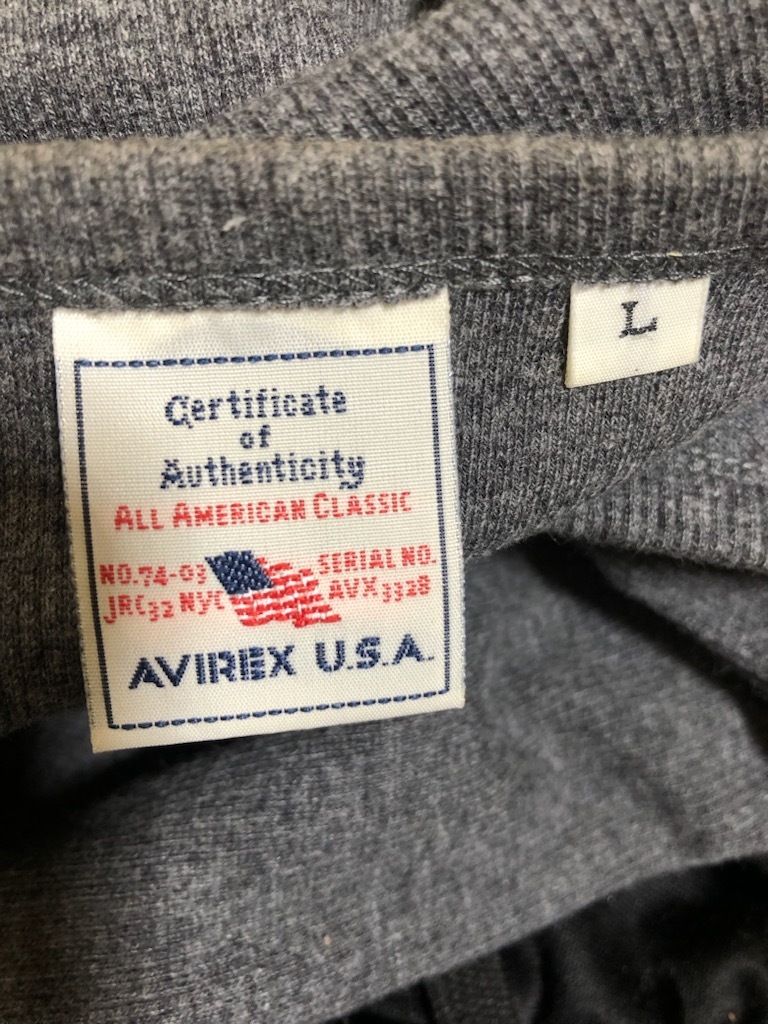 L
Certificate
of
Authenticity
ALL AMERICAN CLASSIC
NO.74-03
JRC32 NYC
SERIAL NO.
AVX3328
AVIREX U.S.A.